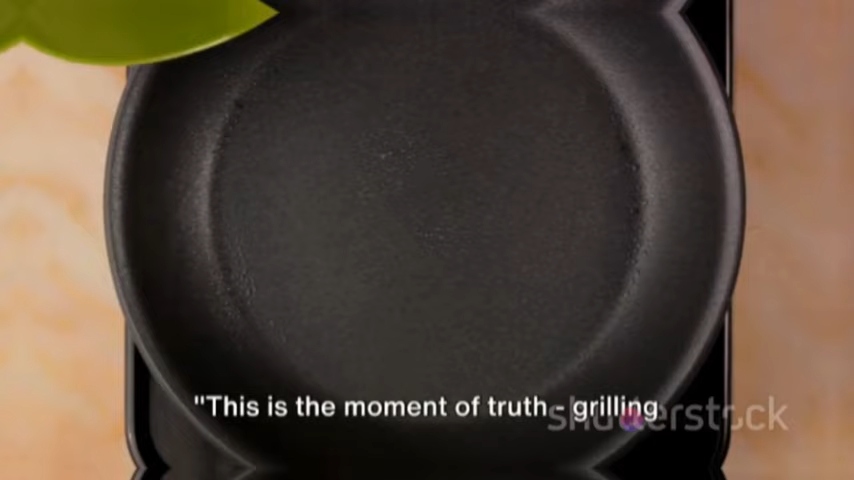 "This is the moment of truth - grilling
shutterstock